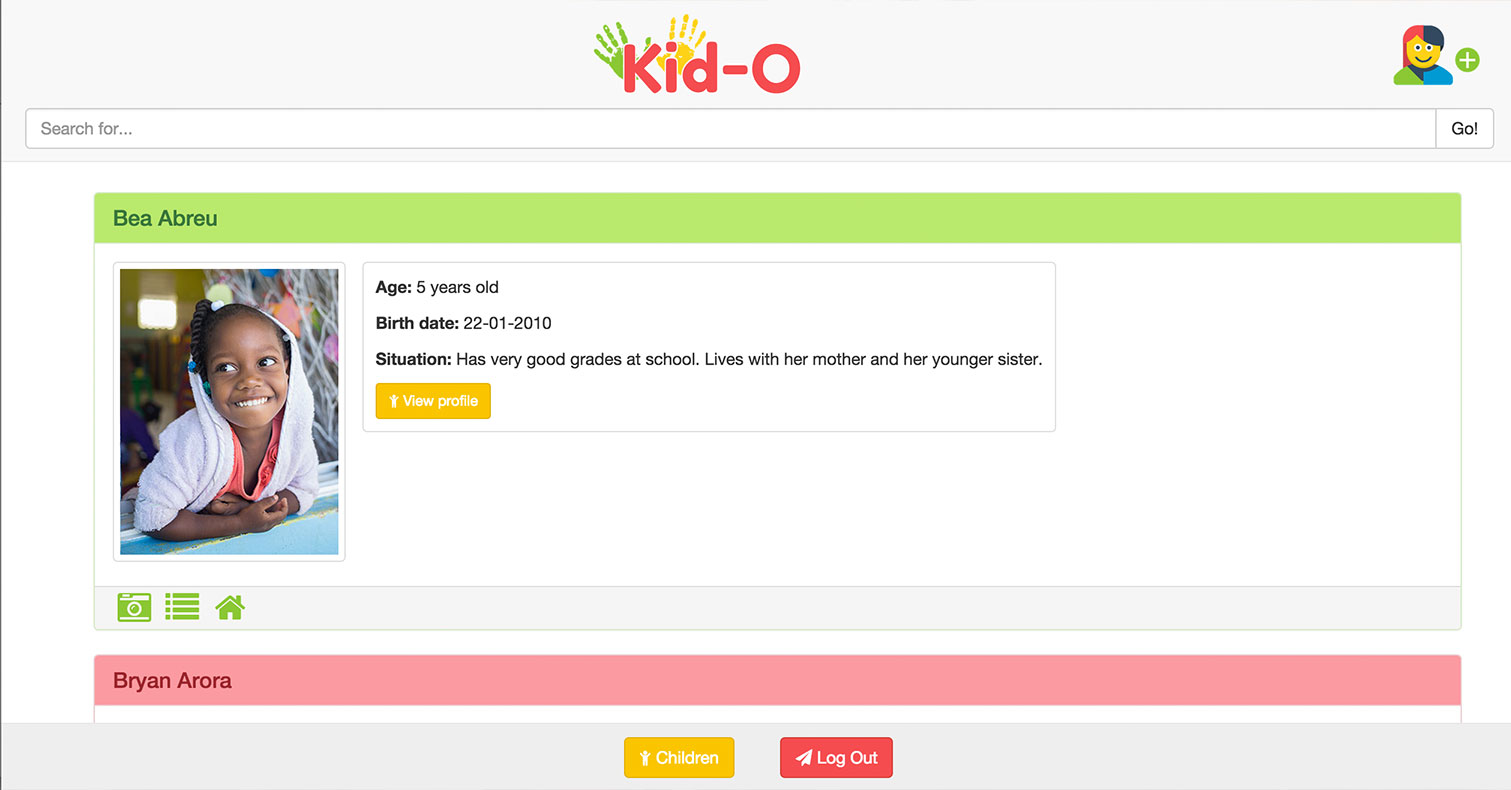 Kid-O
Search for...
Go!
Bea Abreu
Age: 5 years old
Birth date: 22-01-2010
Situation: Has very good grades at school. Lives with her mother and her younger sister.
View profile
Bryan Arora
Children
Log Out